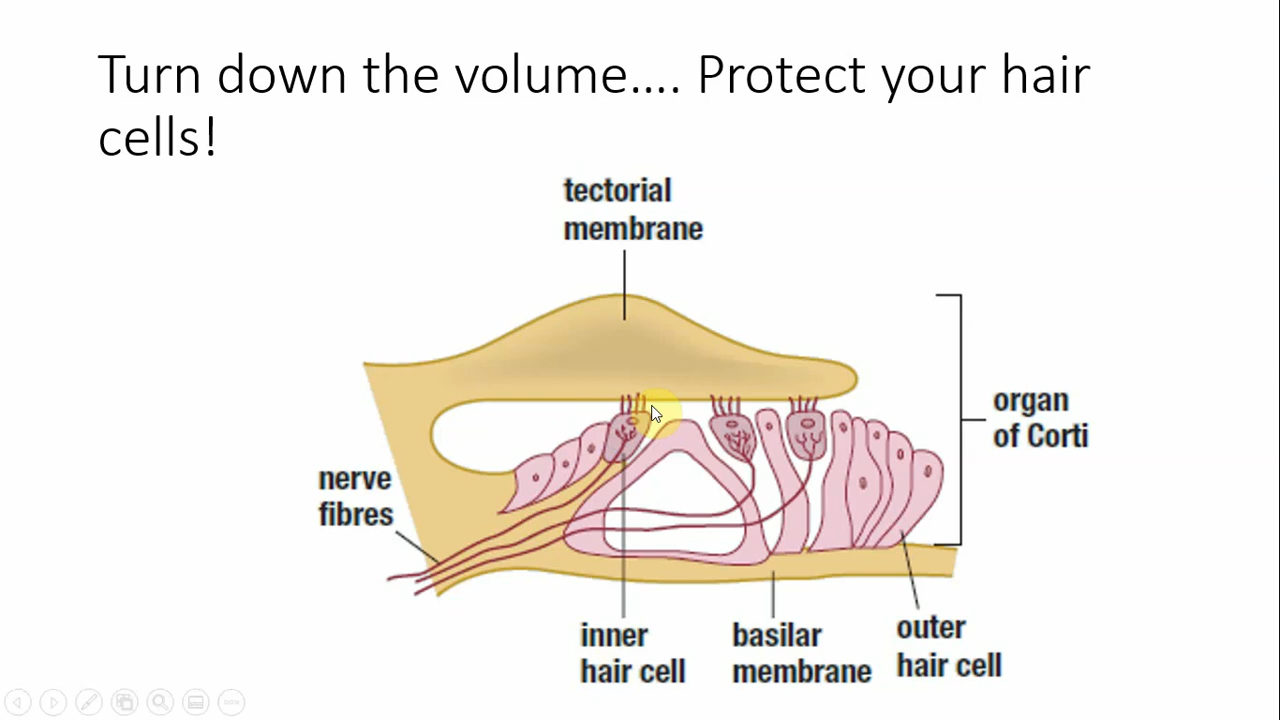 Turn down the volume…. Protect your hair
cells!
tectorial
membrane
organ
of Corti
nerve
fibres
inner
hair cell
basilar
membrane
outer
hair cell